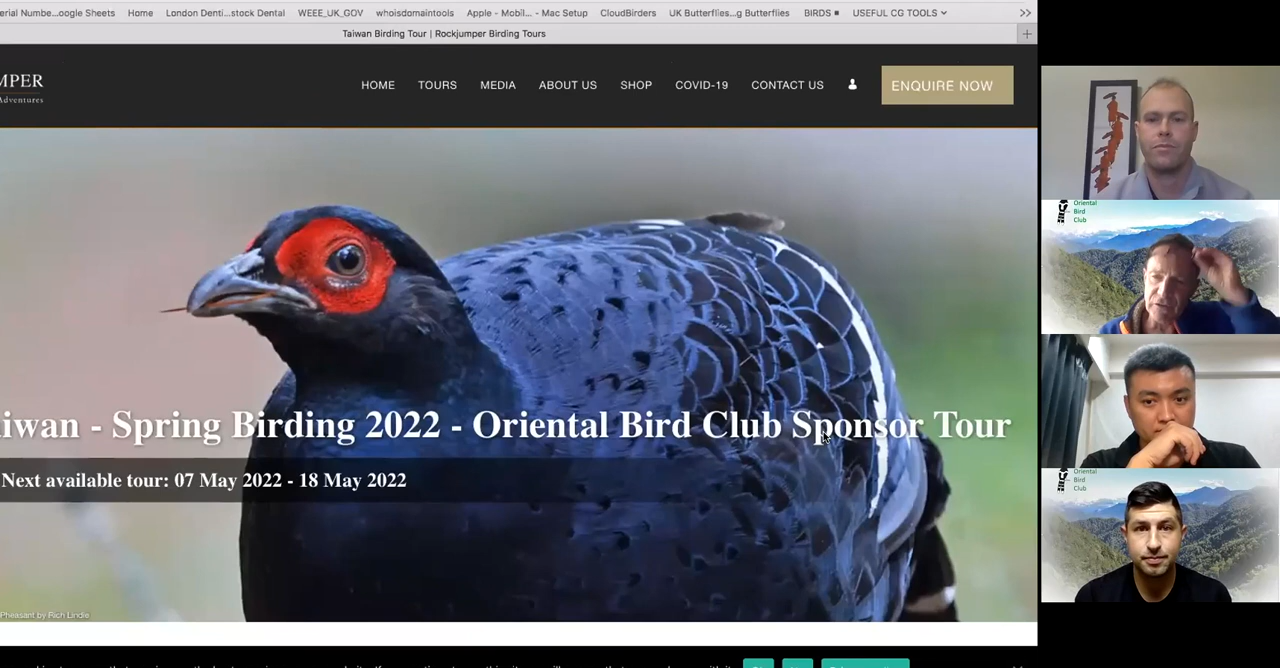 erial Numbe...oogle Sheets Home London Denti...stock Dental WEEE_UK_GOV whoisdomaintools Apple - Mobil... - Mac Setup CloudBirders UK Butterflies...g Butterflies BIRDS USEFUL CG TOOLS
Taiwan Birding Tour | Rockjumper Birding Tours
MPER
Adventures
HOME TOURS MEDIA ABOUT US SHOP COVID-19 CONTACT US ENQUIRE NOW
iwan - Spring Birding 2022 - Oriental Bird Club Sponsor Tour
Next available tour: 07 May 2022 - 18 May 2022
Pheasant by Rich Lindie
Oriental
Bird
Club
Oriental
Bird
Club